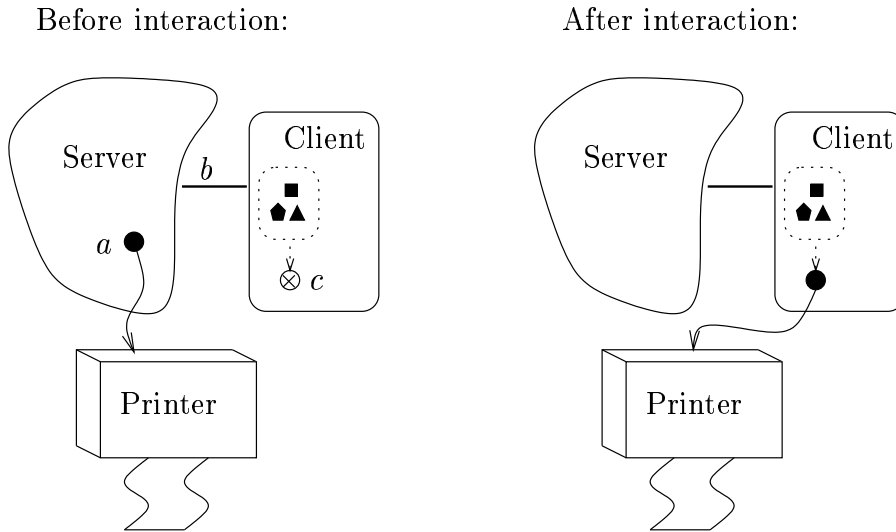 Before interaction:
Server
Client
b
a
c
Printer
After interaction:
Server
Client
Printer